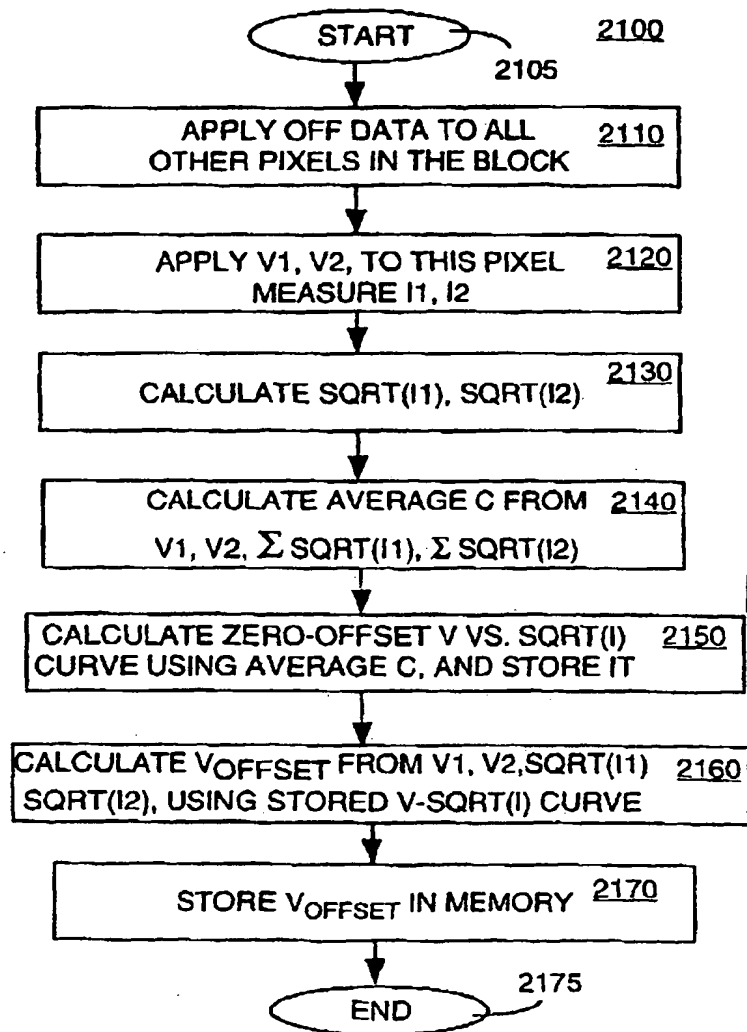 START
2100
2105
APPLY OFF DATA TO ALL 2110
OTHER PIXELS IN THE BLOCK
APPLY V1, V2, TO THIS PIXEL 2120
MEASURE I1, I2
2130
CALCULATE SQRT(I1), SQRT(I2)
CALCULATE AVERAGE C FROM 2140
V1, V2, Σ SQRT(I1), Σ SQRT(I2)
CALCULATE ZERO-OFFSET V VS. SQRT(I) 2150
CURVE USING AVERAGE C, AND STORE IT
CALCULATE VOFFSET FROM V1, V2,SQRT(I1) 2160
SQRT(I2), USING STORED V-SQRT(I) CURVE
STORE VOFFSET IN MEMORY 2170
2175
END